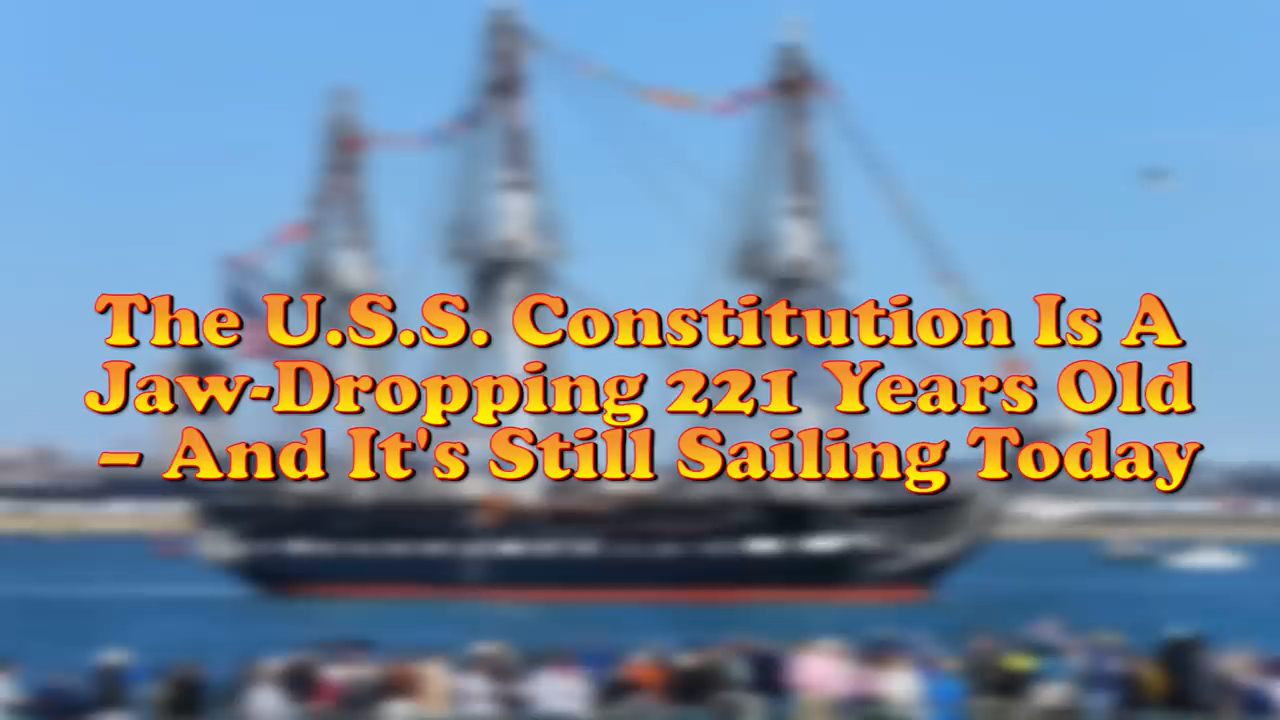 The U.S.S. Constitution Is A
Jaw-Dropping 221 Years Old
– And It's Still Sailing Today